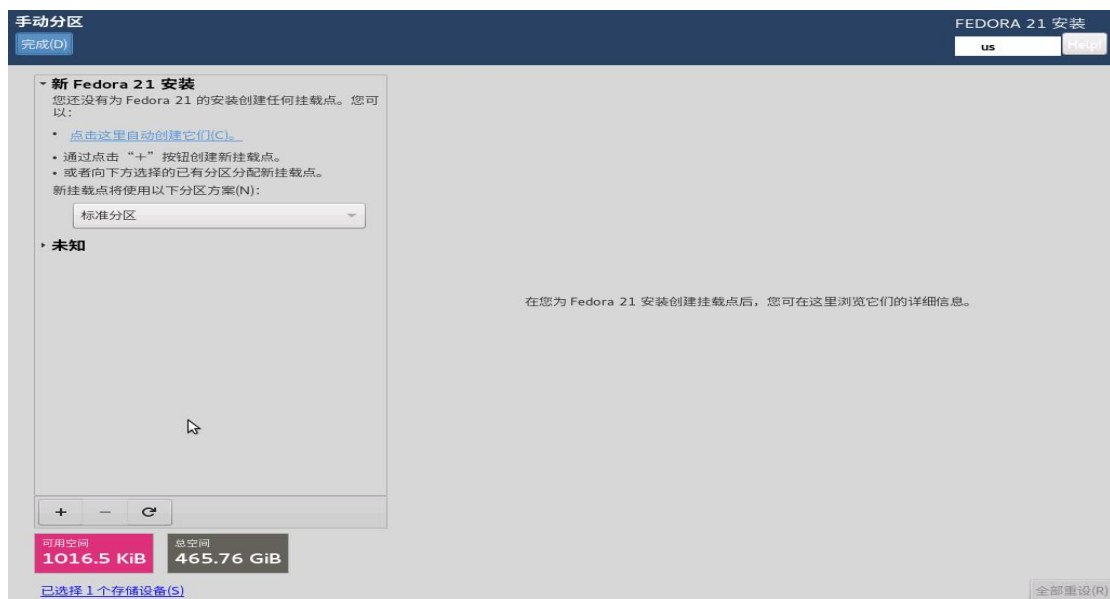 手动分区
FEDORA 21 安装
完成(D)
us
Help!
新 Fedora 21 安装
您还没有为 Fedora 21 的安装创建任何挂载点。您可
以:
• 点击这里自动创建它们(C)。
• 通过点击“+”按钮创建新挂载点。
• 或者向下方选择的已有分区分配新挂载点。
新挂载点将使用以下分区方案(N):
标准分区
未知
在您为 Fedora 21 安装创建挂载点后，您可在这里浏览它们的详细信息。
+ −
可用空间
1016.5 KiB
总空间
465.76 GiB
已选择 1 个存储设备(S)
全部重设(R)